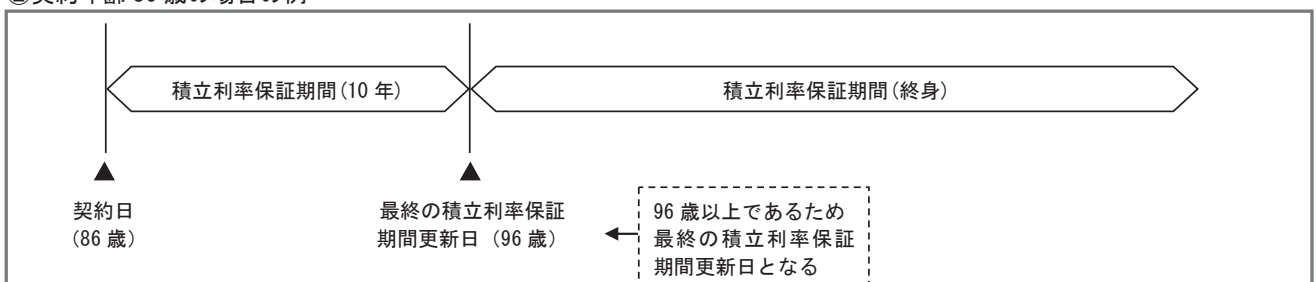 積立利率保証期間(10年)
積立利率保証期間(終身)
契約日
(86歳)
最終の積立利率保証
期間更新日(96歳)
96歳以上であるため
最終の積立利率保証
期間更新日となる